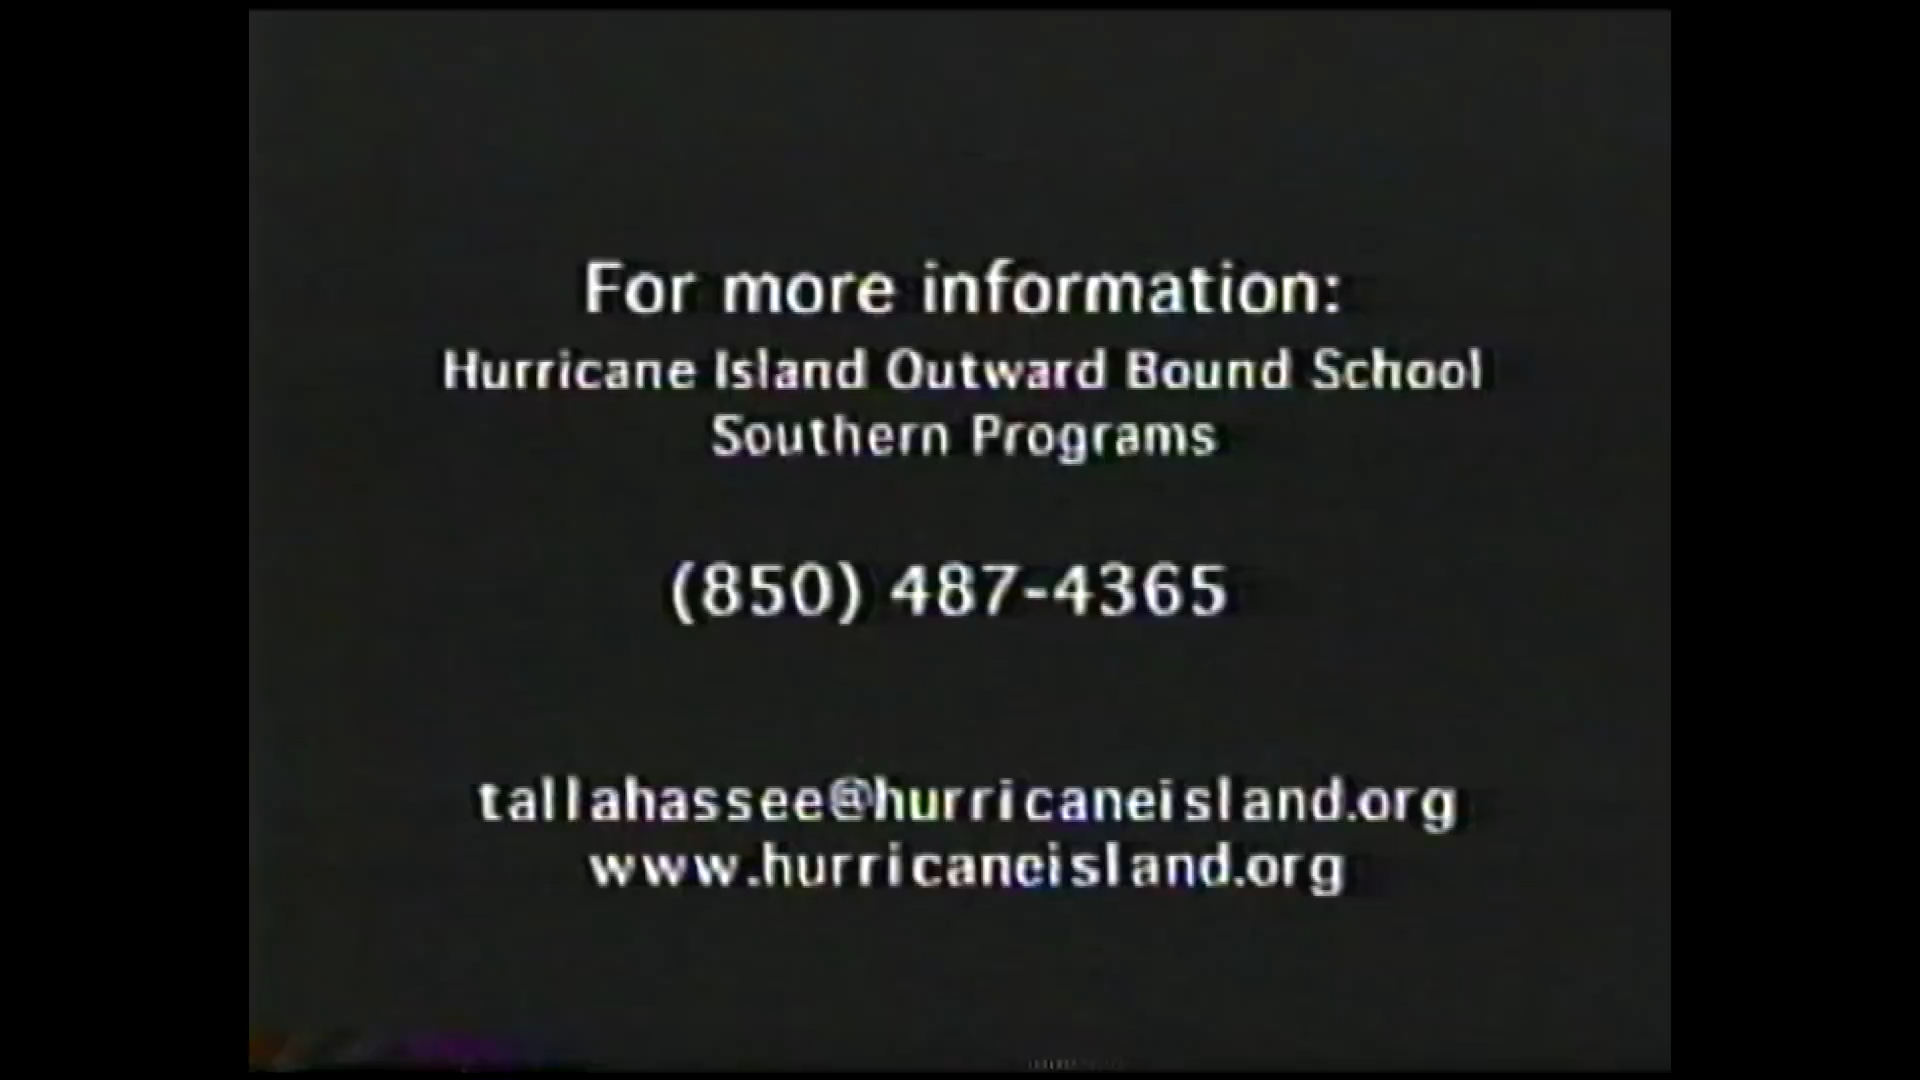 For more information:
Hurricane Island Outward Bound School
Southern Programs
(850) 487-4365
tallahassee@hurricaneisland.org
www.hurricaneisland.org